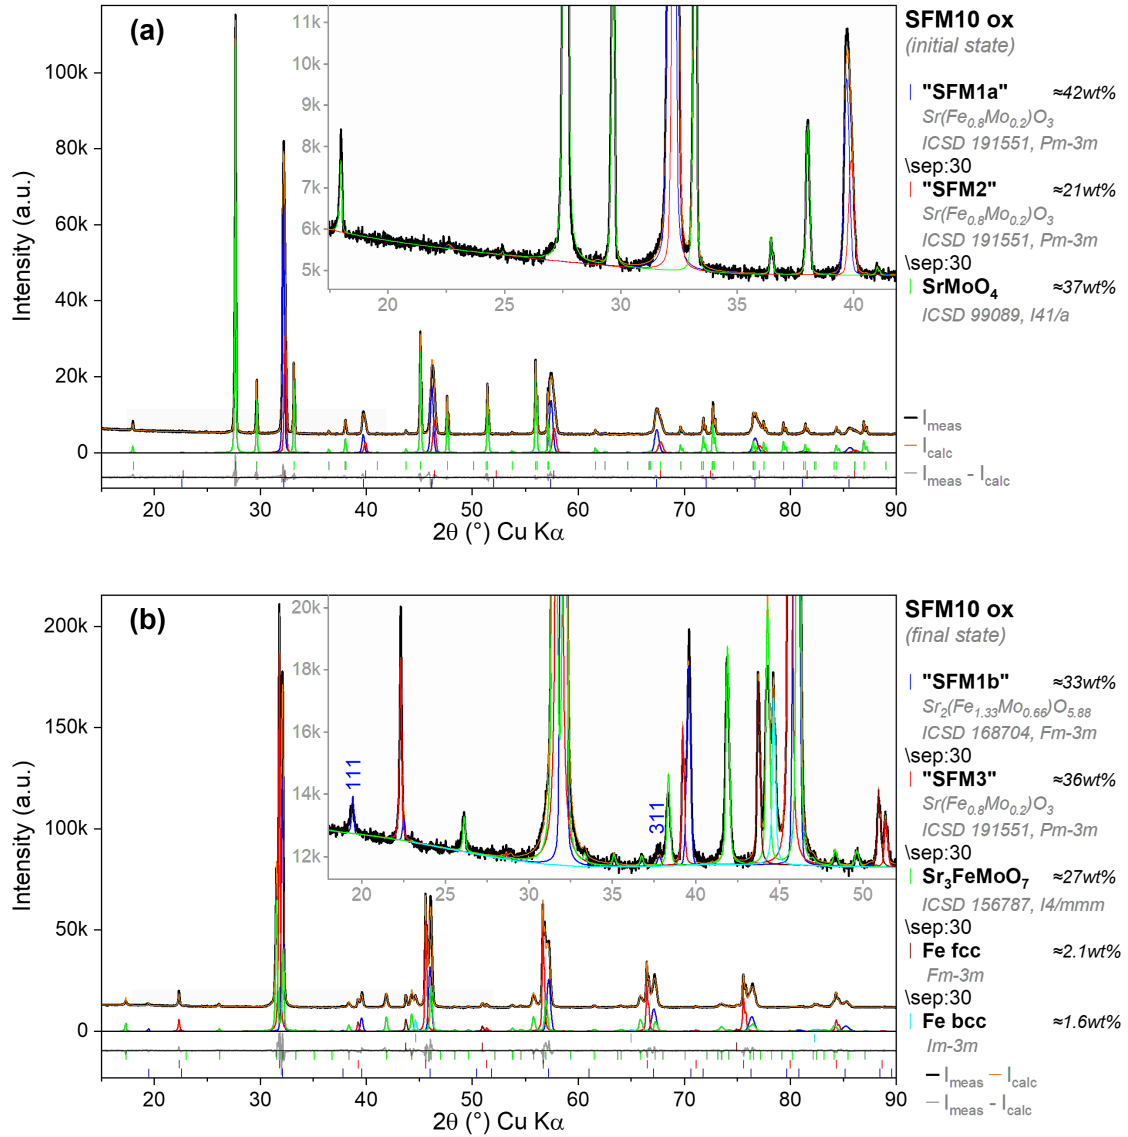 (a)
SFM10 ox
(initial state)
"SFM1a" ≈42wt%
Sr(Fe0.8Mo0.2)O3
ICSD 191551, Pm-3m
\sep:30
"SFM2" ≈21wt%
Sr(Fe0.8Mo0.2)O3
ICSD 191551, Pm-3m
\sep:30
SrMoO4 ≈37wt%
ICSD 99089, I41/a
Imeas
Icalc
Imeas - Icalc
11k
10k
9k
8k
7k
6k
5k
20 25 30 35 40
100k
80k
60k
40k
20k
0
Intensity (a.u.)
20 30 40 50 60 70 80 90
2θ (°) Cu Kα
(b)
SFM10 ox
(final state)
"SFM1b" ≈33wt%
Sr2(Fe1.33Mo0.66)O5.88
ICSD 168704, Fm-3m
\sep:30
"SFM3" ≈36wt%
Sr(Fe0.8Mo0.2)O3
ICSD 191551, Pm-3m
\sep:30
Sr3FeMoO7 ≈27wt%
ICSD 156787, I4/mmm
\sep:30
Fe fcc ≈2.1wt%
Fm-3m
\sep:30
Fe bcc ≈1.6wt%
Im-3m
Imeas Icalc
Imeas - Icalc
20k
18k
16k
14k
12k
111
311
20 25 30 35 40 45 50
200k
150k
100k
50k
0
Intensity (a.u.)
20 30 40 50 60 70 80 90
2θ (°) Cu Kα